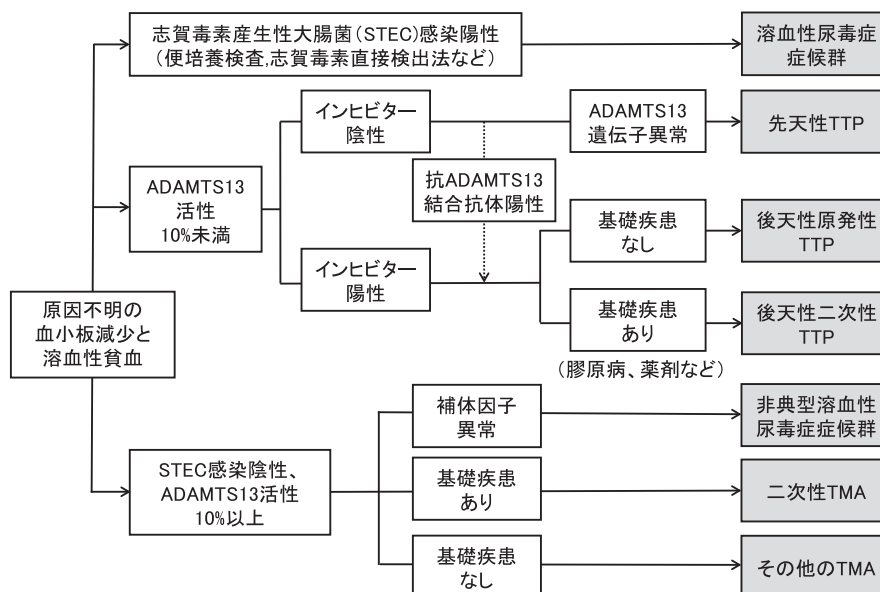 志賀毒素産生性大腸菌(STEC)感染陽性
(便培養検査,志賀毒素直接検出法など)
溶血性尿毒症
症候群
インヒビター
陰性
ADAMTS13
遺伝子異常
先天性TTP
ADAMTS13
活性
10%未満
抗ADAMTS13
結合抗体陽性
基礎疾患
なし
後天性原発性
TTP
インヒビター
陽性
原因不明の
血小板減少と
溶血性貧血
基礎疾患
あり
後天性二次性
TTP
(膠原病、薬剤など)
補体因子
異常
非典型溶血性
尿毒症症候群
STEC感染陰性、
ADAMTS13活性
10%以上
基礎疾患
あり
二次性TMA
基礎疾患
なし
その他のTMA